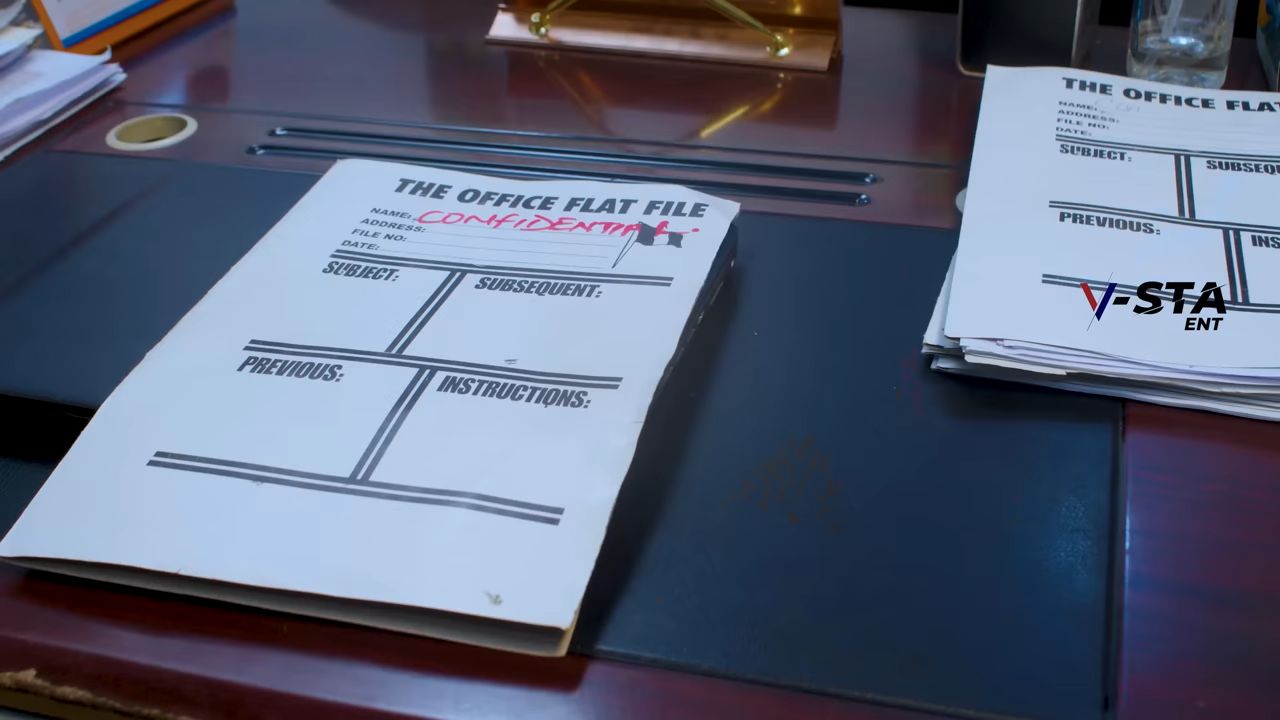 THE OFFICE FLAT FILE
NAME: CONFIDENTIAL.
ADDRESS:
FILE NO:
DATE:
SUBJECT:
SUBSEQUENT:
PREVIOUS:
INSTRUCTIONS:
THE OFFICE FLAT
NAME:
ADDRESS:
FILE NO:
DATE:
SUBJECT:
SUBSEQU
PREVIOUS:
INS
V-STA
ENT